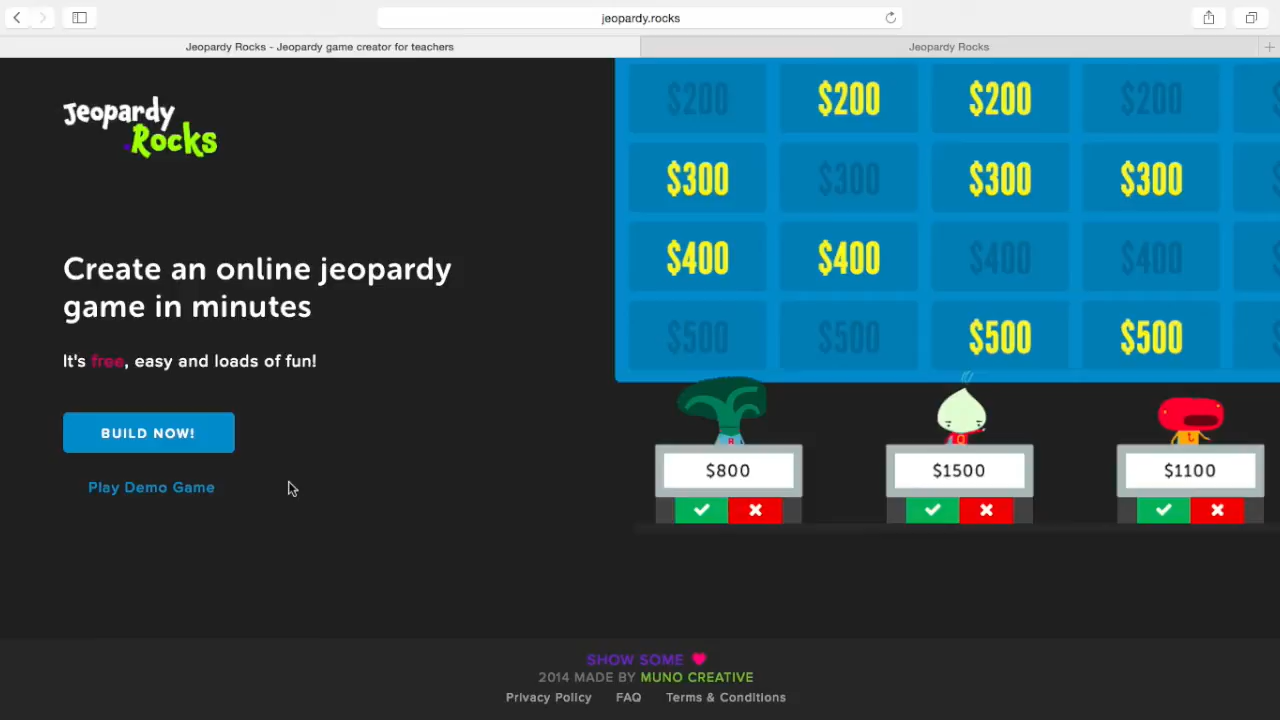 jeopardy.rocks
Jeopardy Rocks - Jeopardy game creator for teachers
Jeopardy Rocks
Jeopardy
.Rocks
Create an online jeopardy
game in minutes
It's free, easy and loads of fun!
BUILD NOW!
Play Demo Game
$200 $200 $200 $200
$300 $300 $300 $300
$400 $400 $400 $400
$500 $500 $500 $500
$800 $1500 $1100
SHOW SOME
2014 MADE BY MUNO CREATIVE
Privacy Policy FAQ Terms & Conditions